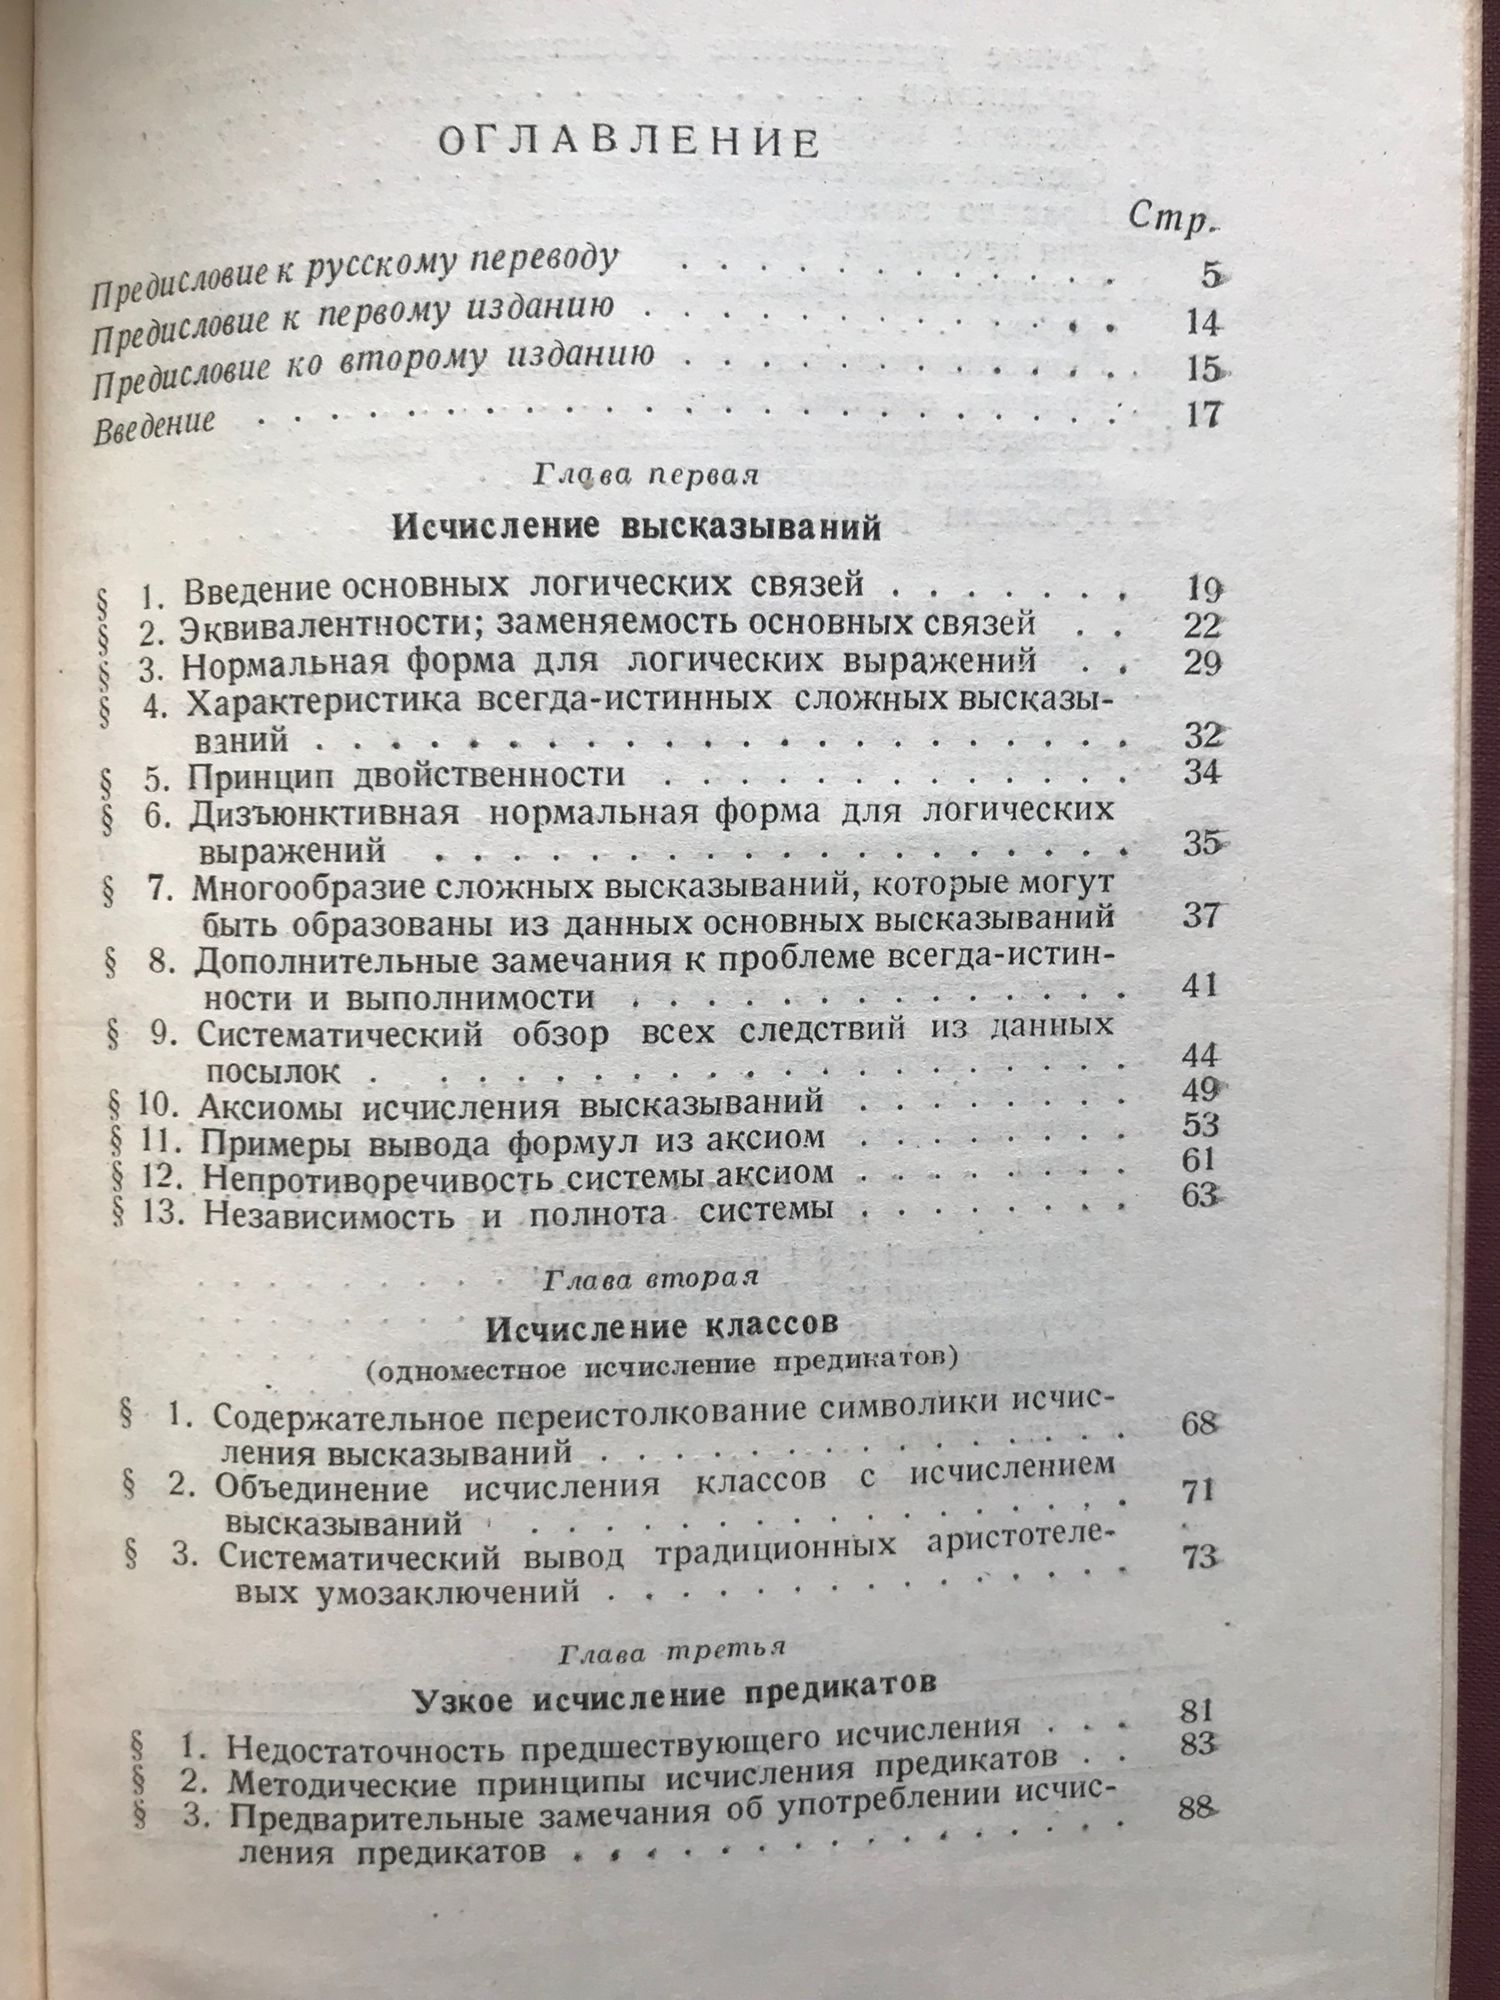 ОГЛАВЛЕНИЕ
Стр.
Предисловие к русскому переводу . . . . . . . . . . . . 5
Предисловие к первому изданию . . . . . . . . . . . . . 14
Предисловие ко второму изданию . . . . . . . . . . . . 15
Введение . . . . . . . . . . . . . . . . . . . . . . . 17
Глава первая
Исчисление высказываний
§ 1. Введение основных логических связей . . . . . . . 19
§ 2. Эквивалентности; заменяемость основных связей . . 22
§ 3. Нормальная форма для логических выражений . . 29
§ 4. Характеристика всегда-истинных сложных высказы-
ваний . . . . . . . . . . . . . . . . . . . . . . 32
§ 5. Принцип двойственности . . . . . . . . . . . . . 34
§ 6. Дизъюнктивная нормальная форма для логических
выражений . . . . . . . . . . . . . . . . . . . 35
§ 7. Многообразие сложных высказываний, которые могут
быть образованы из данных основных высказываний 37
§ 8. Дополнительные замечания к проблеме всегда-истин-
ности и выполнимости . . . . . . . . . . . . . . 41
§ 9. Систематический обзор всех следствий из данных
посылок . . . . . . . . . . . . . . . . . . . . 44
§ 10. Аксиомы исчисления высказываний . . . . . . . . 49
§ 11. Примеры вывода формул из аксиом . . . . . . . . 53
§ 12. Непротиворечивость системы аксиом . . . . . . . . 61
§ 13. Независимость и полнота системы . . . . . . . . 63
Глава вторая
Исчисление классов
(одноместное исчисление предикатов)
§ 1. Содержательное переистолкование символики исчис-
ления высказываний . . . . . . . . . . . . . . . 68
§ 2. Объединение исчисления классов с исчислением
высказываний . . . . . . . . . . . . . . . . 71
§ 3. Систематический вывод традиционных аристотеле-
вых умозаключений . . . . . . . . . . . . . . . 73
Глава третья
Узкое исчисление предикатов
§ 1. Недостаточность предшествующего исчисления . . . 81
§ 2. Методические принципы исчисления предикатов . . 83
§ 3. Предварительные замечания об употреблении исчис-
ления предикатов . . . . . . . . . . . . . . . 88